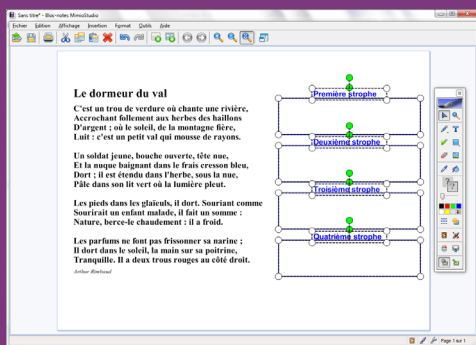 Sans titre* - Bloc-notes MimioStudio
Fichier Edition Affichage Insertion Format Outils Aide
Le dormeur du val
C'est un trou de verdure où chante une rivière,
Accrochant follement aux herbes des haillons
D'argent ; où le soleil, de la montagne fière,
Luit : c'est un petit val qui mousse de rayons.
Un soldat jeune, bouche ouverte, tête nue,
Et la nuque baignant dans le frais cresson bleu,
Dort ; il est étendu dans l'herbe, sous la nue,
Pâle dans son lit vert où la lumière pleut.
Les pieds dans les glaïeuls, il dort. Souriant comme
Sourirait un enfant malade, il fait un somme :
Nature, berce-le chaudement : il a froid.
Les parfums ne font pas frissonner sa narine ;
Il dort dans le soleil, la main sur sa poitrine,
Tranquille. Il a deux trous rouges au côté droit.
Arthur Rimbaud
Première strophe
Deuxième strophe
Troisième strophe
Quatrième strophe
Page 1 sur 1